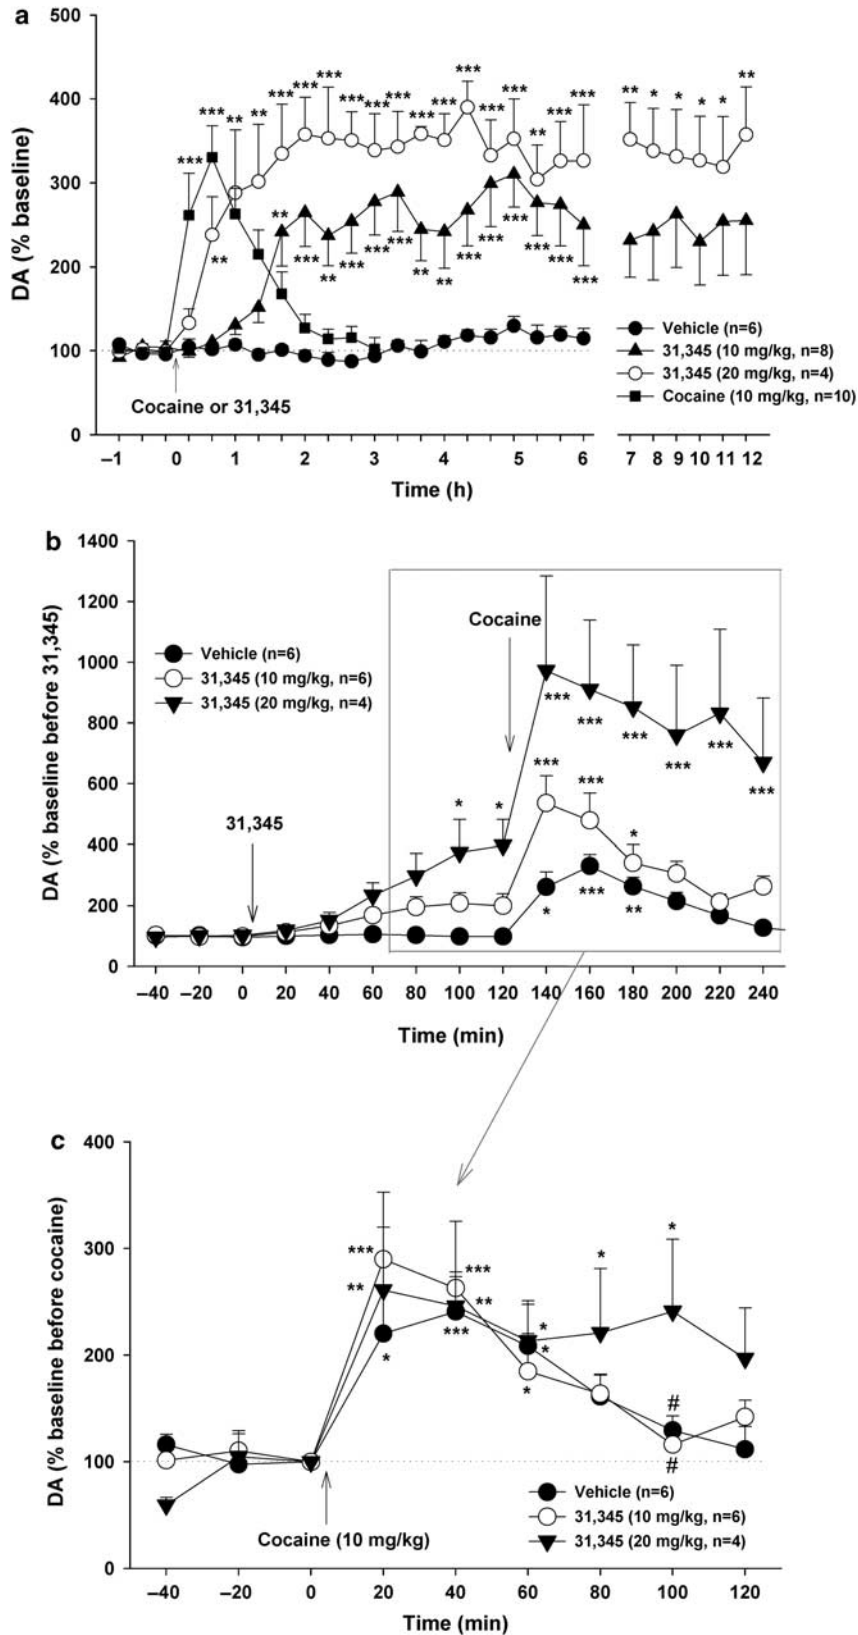 a
500
400
300
200
100
0
DA (% baseline)
*** *** ** ** *** *** *** *** *** *** *** *** *** *** *** ** *** ***
** * * * * **
**
** *** ** *** *** *** ** ** *** *** *** *** *** ***
Cocaine or 31,345
Vehicle (n=6)
31,345 (10 mg/kg, n=8)
31,345 (20 mg/kg, n=4)
Cocaine (10 mg/kg, n=10)
–1 0 1 2 3 4 5 6 7 8 9 10 11 12
Time (h)
b
1400
1200
1000
800
600
400
200
0
DA (% baseline before 31,345)
Vehicle (n=6)
31,345 (10 mg/kg, n=6)
31,345 (20 mg/kg, n=4)
31,345
Cocaine
* * *** *** *** *** *** ***
*** *** *
* *** **
–40 –20 0 20 40 60 80 100 120 140 160 180 200 220 240
Time (min)
c
400
300
200
100
0
DA (% baseline before cocaine)
*** ***
** ** * * *
* *** * *
#
#
Cocaine (10 mg/kg)
Vehicle (n=6)
31,345 (10 mg/kg, n=6)
31,345 (20 mg/kg, n=4)
–40 –20 0 20 40 60 80 100 120
Time (min)